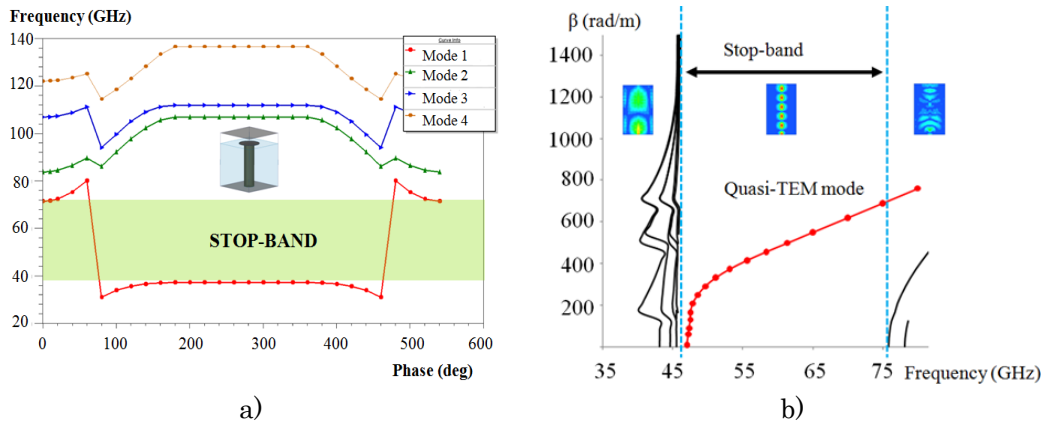 Frequency (GHz)
140
120
100
80
60
40
20
0
100
200
300
400
500
600
Phase (deg)
Curve Info
Mode 1
Mode 2
Mode 3
Mode 4
STOP-BAND
a)
β (rad/m)
1400
1200
1000
800
600
400
200
35
45
55
65
75
Frequency (GHz)
Stop-band
Quasi-TEM mode
b)